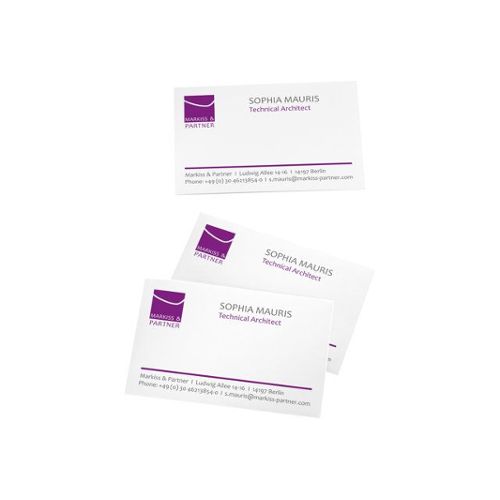 MARKISS &
PARTNER
SOPHIA MAURIS
Technical Architect
Markiss & Partner | Ludwig Allee 14-16 | 14197 Berlin
Phone: +49 (0) 30 46213854-0 | s.mauris@markiss-partner.com
MARKISS &
PARTNER
SOPHIA MAURIS
Technical Architect
MARKISS &
PARTNER
SOPHIA MAURIS
Technical Architect
Markiss & Partner | Ludwig Allee 14-16 | 14197 Berlin
Phone: +49 (0) 30 46213854-0 | s.mauris@markiss-partner.com